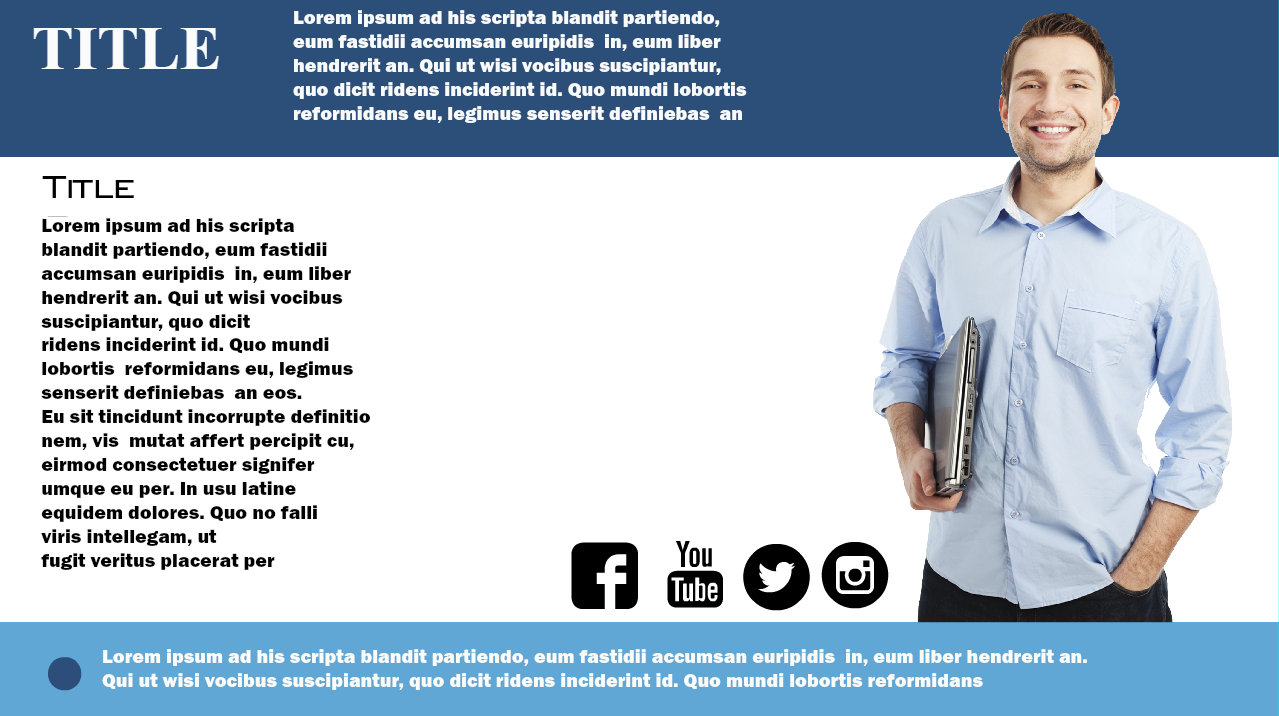 TITLE
Lorem ipsum ad his scripta blandit partiendo,
eum fastidii accumsan euripidis  in, eum liber
hendrerit an. Qui ut wisi vocibus suscipiantur,
quo dicit ridens inciderint id. Quo mundi lobortis
reformidans eu, legimus senserit definiebas  an
Title
Lorem ipsum ad his scripta
blandit partiendo, eum fastidii
accumsan euripidis  in, eum liber
hendrerit an. Qui ut wisi vocibus
suscipiantur, quo dicit
ridens inciderint id. Quo mundi
lobortis  reformidans eu, legimus
senserit definiebas  an eos.
Eu sit tincidunt incorrupte definitio
nem, vis  mutat affert percipit cu,
eirmod consectetuer signifer
umque eu per. In usu latine
equidem dolores. Quo no falli
viris intellegam, ut
fugit veritus placerat per
f
You
Tube
Lorem ipsum ad his scripta blandit partiendo, eum fastidii accumsan euripidis  in, eum liber hendrerit an.
Qui ut wisi vocibus suscipiantur, quo dicit ridens inciderint id. Quo mundi lobortis reformidans